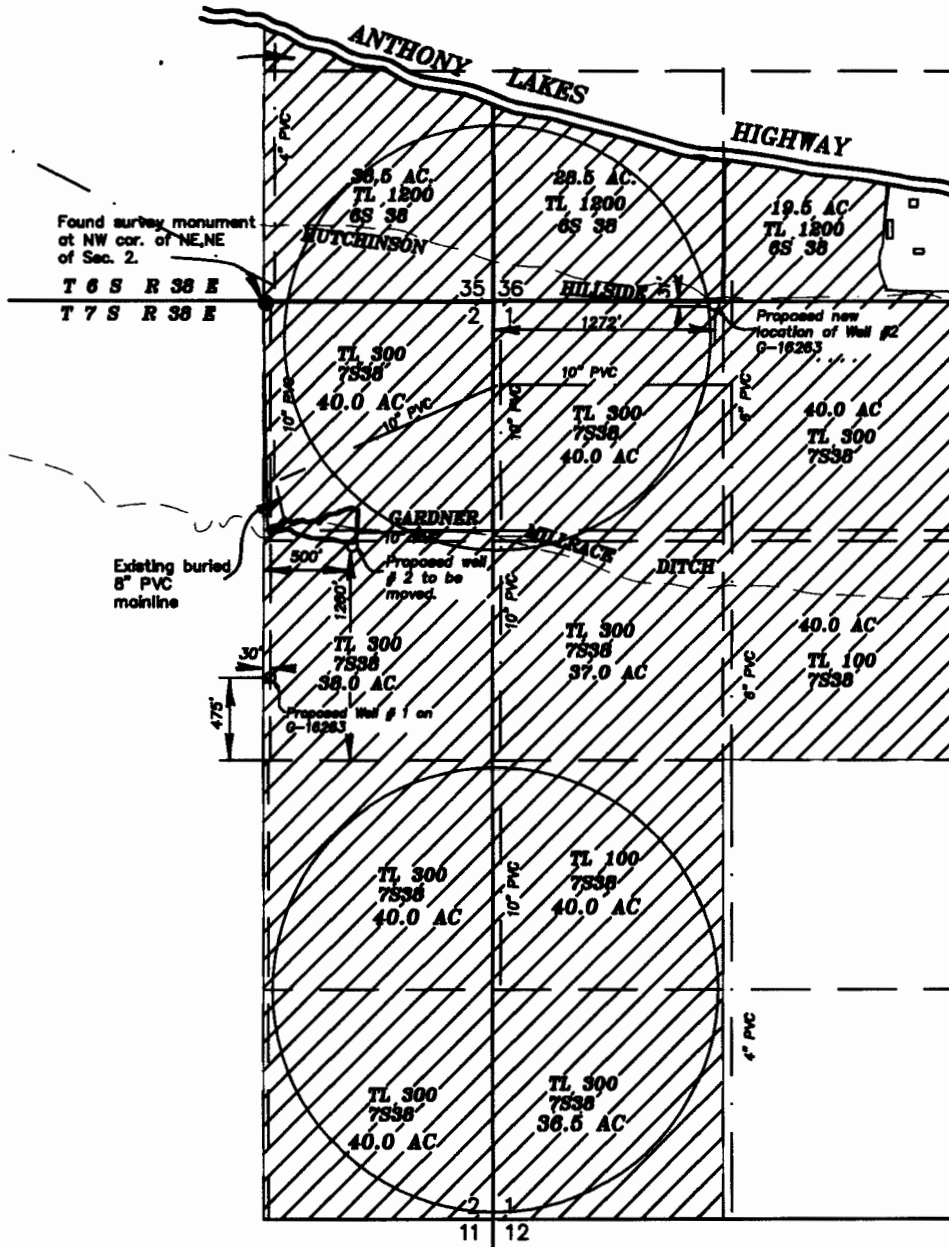 ANTHONY LAKES HIGHWAY
4" PVC
38.5 AC.
TL 1200
6S 38
28.5 AC.
TL 1200
6S 38
19.5 AC
TL 1200
6S 38
Found survey monument
at NW cor. of NE,NE
of Sec. 2.
HUTCHINSON
HILLSIDE
T 6 S R 38 E
T 7 S R 38 E
35 36
2 1
1272'
Proposed new
location of Well #2
G-16263
TL 300
7S38
40.0 AC
10" PVC
10" PVC
10" PVC
10" PVC
TL 300
7S38
40.0 AC
40.0 AC
TL 300
7S38
GARDNER
MILLRACE
DITCH
Existing buried
8" PVC
mainline
500'
Proposed well
# 2 to be
moved.
1260'
10" PVC
TL 300
7S38
38.0 AC
TL 300
7S38
37.0 AC
40.0 AC
TL 100
7S38
30'
475'
Proposed Well # 1 on
G-16263
TL 300
7S38
40.0 AC
10" PVC
TL 100
7S38
40.0 AC
4" PVC
TL 300
7S38
40.0 AC
TL 300
7S38
36.5 AC
2 1
11 12